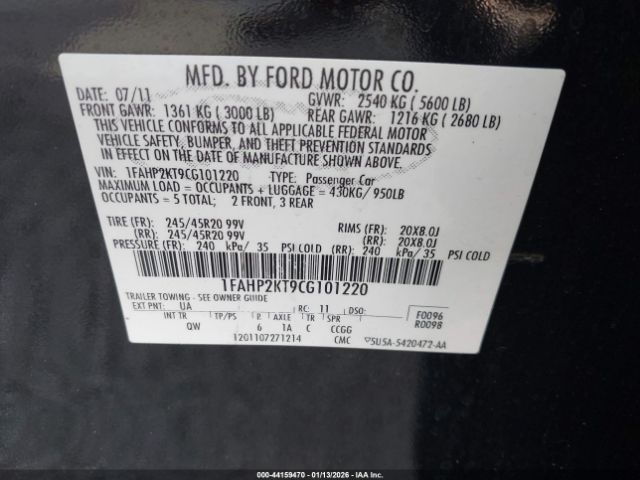 MFD. BY FORD MOTOR CO.
DATE: 07/11 GVWR: 2540 KG ( 5600 LB)
FRONT GAWR: 1361 KG ( 3000 LB) REAR GAWR: 1216 KG ( 2680 LB)
THIS VEHICLE CONFORMS TO ALL APPLICABLE FEDERAL MOTOR
VEHICLE SAFETY, BUMPER, AND THEFT PREVENTION STANDARDS
IN EFFECT ON THE DATE OF MANUFACTURE SHOWN ABOVE.
VIN: 1FAHP2KT9CG101220 TYPE: Passenger Car
MAXIMUM LOAD = OCCUPANTS + LUGGAGE = 430KG/ 950LB
OCCUPANTS = 5 TOTAL; 2 FRONT, 3 REAR
TIRE (FR): 245/45R20 99V RIMS (FR): 20X8.0J
(RR): 245/45R20 99V (RR): 20X8.0J
PRESSURE (FR): 240 kPa/ 35 PSI COLD (RR): 240 kPa/ 35 PSI COLD
1FAHP2KT9CG101220
TRAILER TOWING - SEE OWNER GUIDE
EXT PNT: UA RC: 11 DSO: F0096
INT TR TP/PS R AXLE TR SPR R0098
QW 6 1A C CCGG
1201107271214 CMC 5U5A-5420472-AA
000-44159470 - 01/13/2026 - IAAI.COM